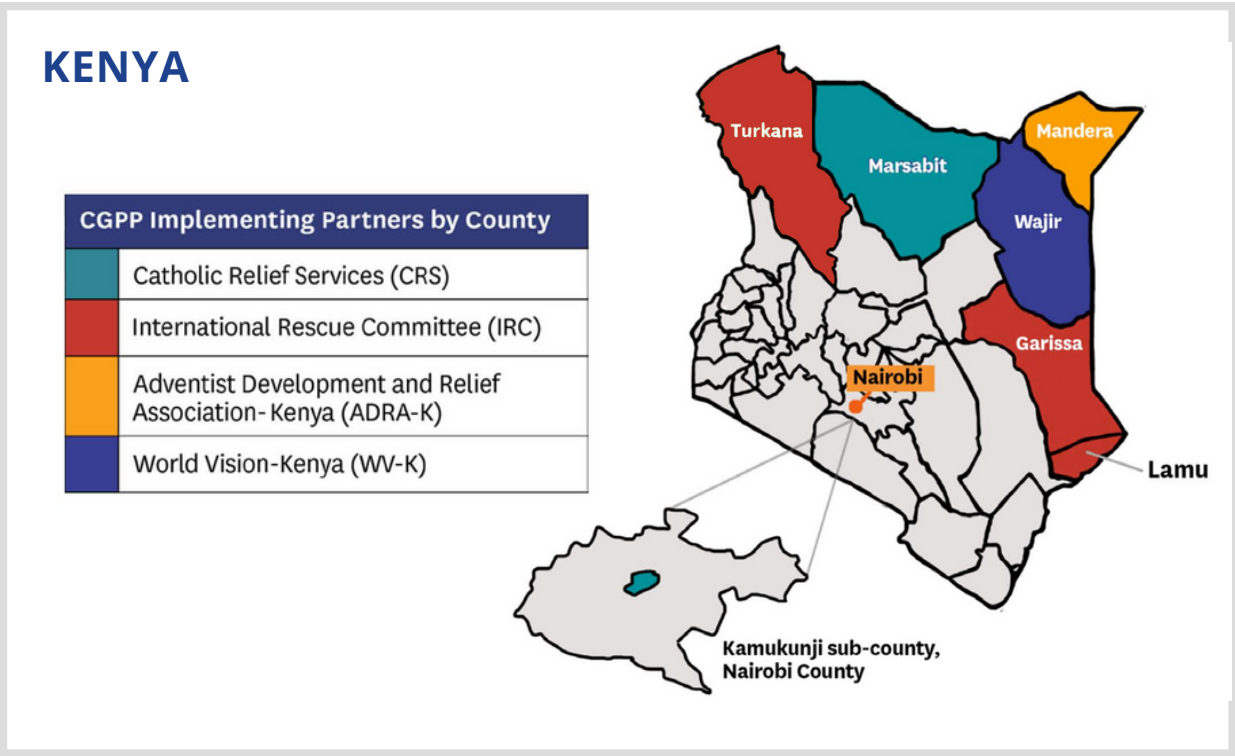 KENYA
CGPP Implementing Partners by County
Catholic Relief Services (CRS)
International Rescue Committee (IRC)
Adventist Development and Relief
Association-Kenya (ADRA-K)
World Vision-Kenya (WV-K)
Turkana
Marsabit
Mandera
Wajir
Garissa
Nairobi
Lamu
Kamukunji sub-county,
Nairobi County